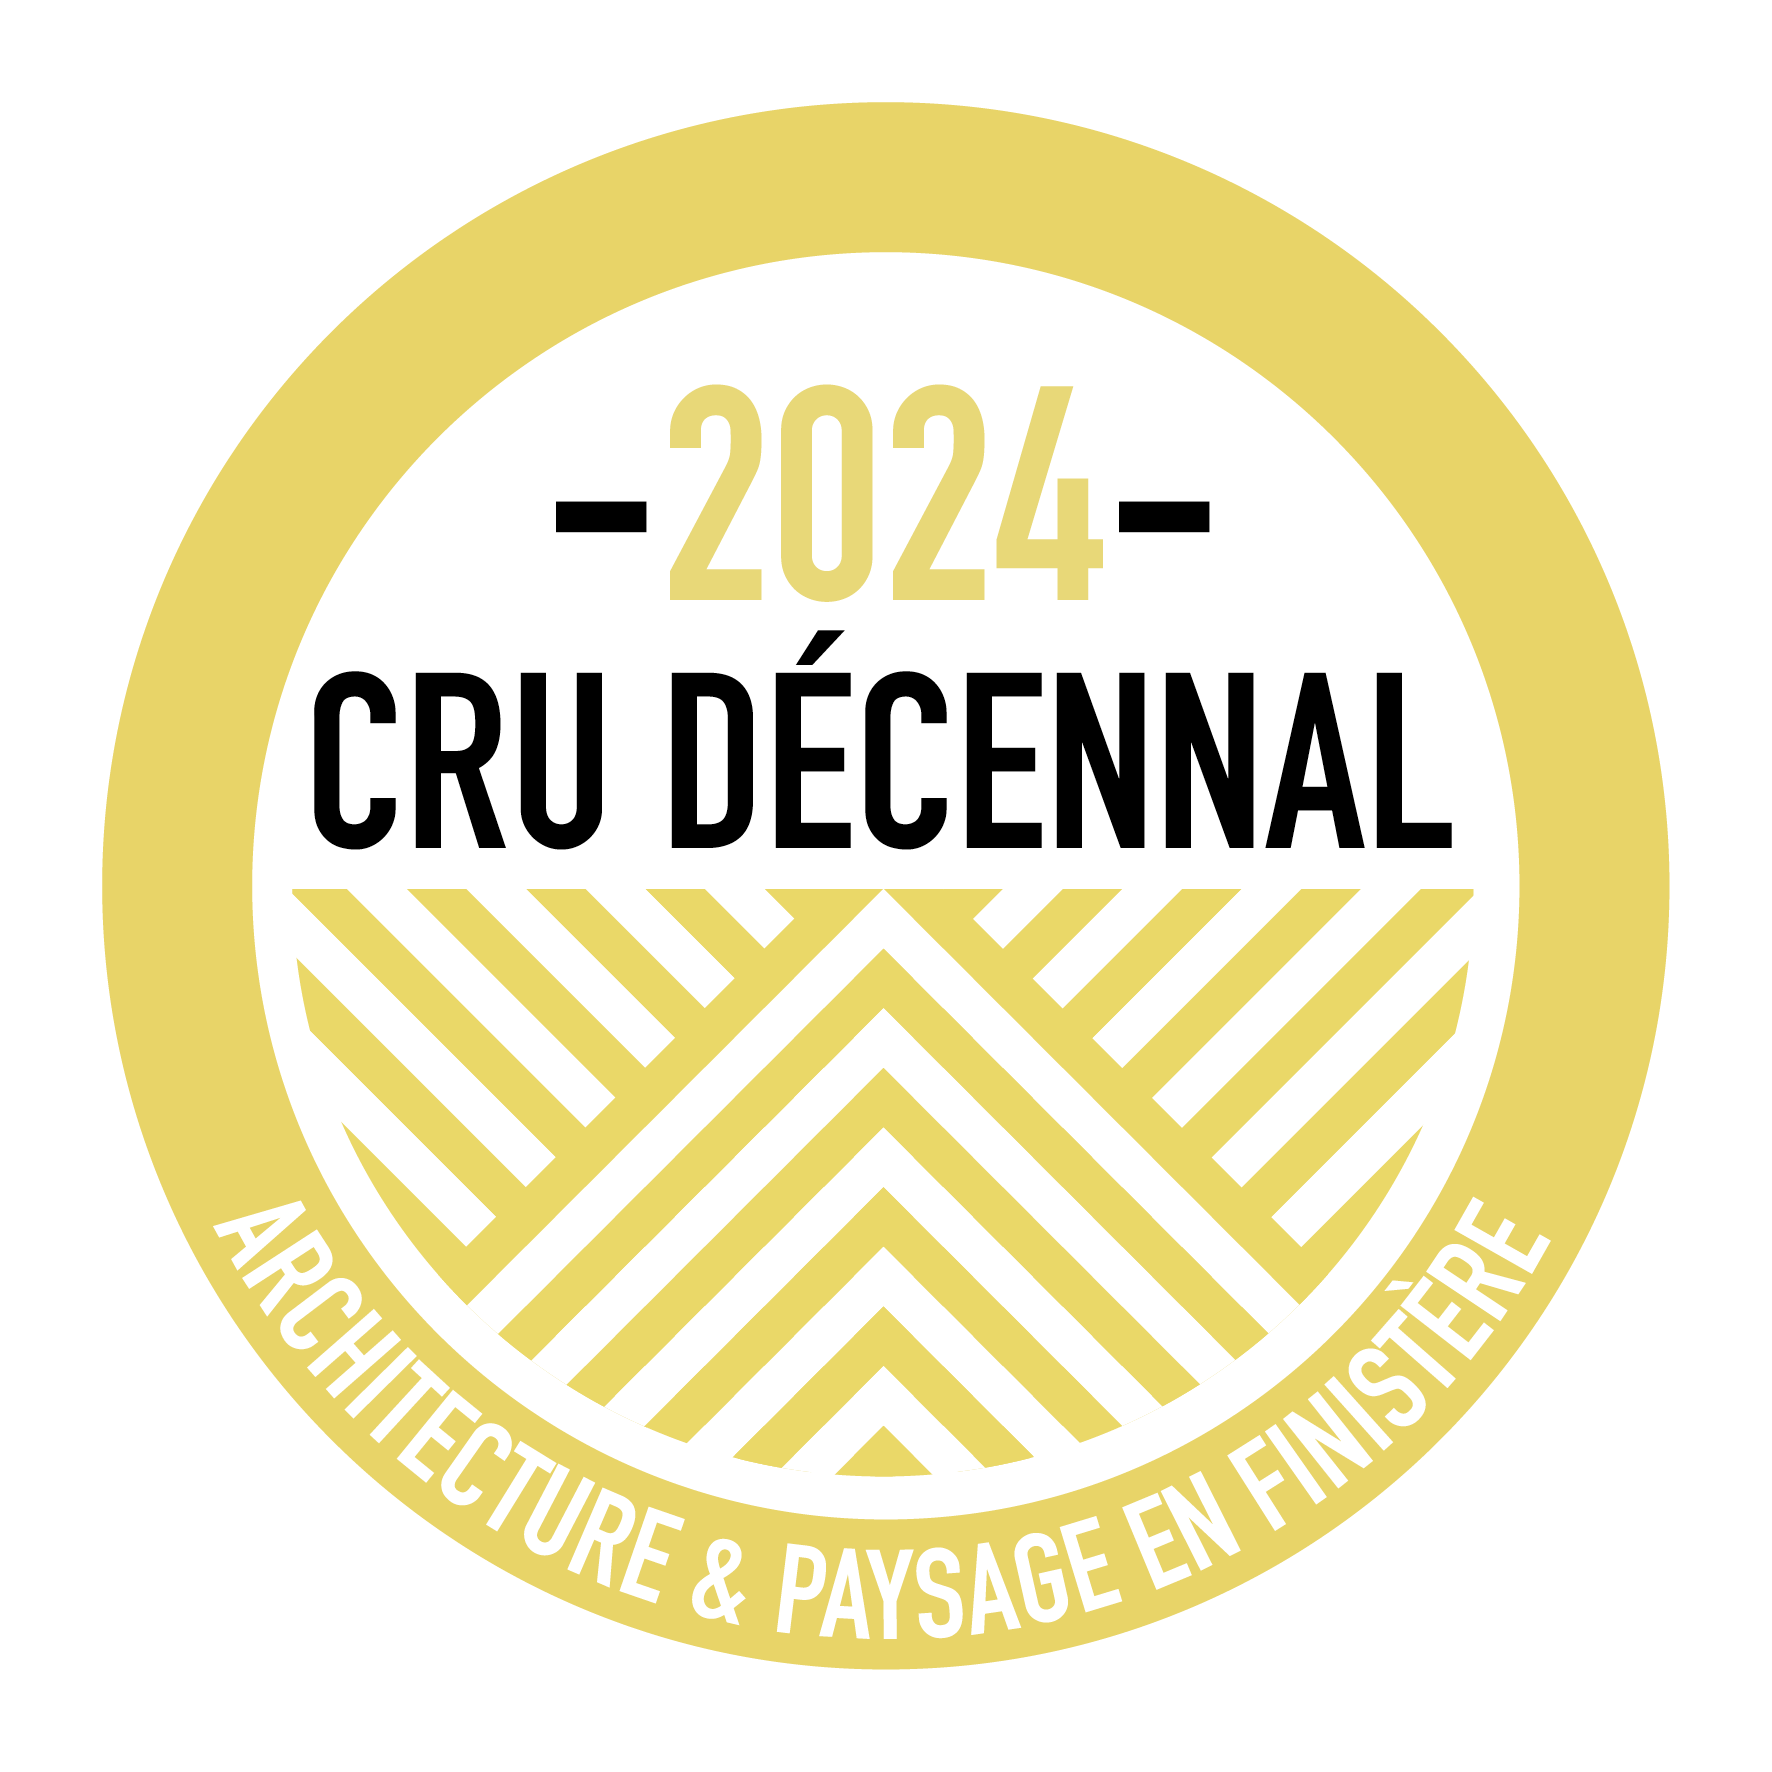 -2024-
CRU DÉCENNAL
ARCHITECTURE & PAYSAGE EN FINISTÈRE